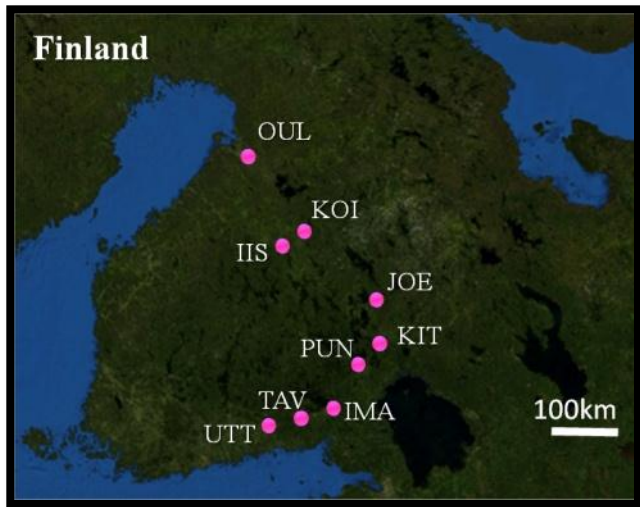 Finland
OUL
KOI
IIS
JOE
KIT
PUN
TAV
IMA
UTT
100km